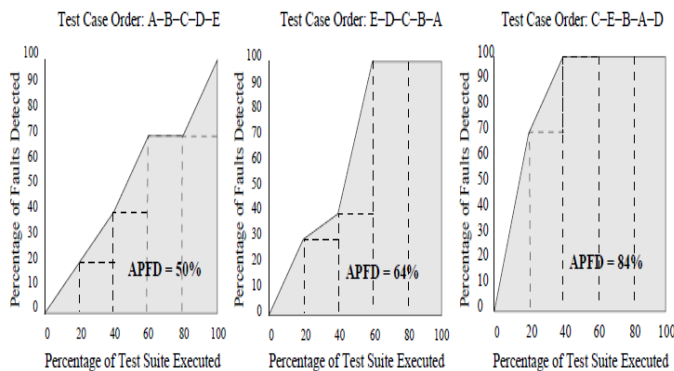 Test Case Order: A–B–C–D–E
Percentage of Faults Detected
100
90
80
70
60
50
40
30
20
10
0
APFD = 50%
0 20 40 60 80 100
Percentage of Test Suite Executed
Test Case Order: E–D–C–B–A
Percentage of Faults Detected
100
90
80
70
60
50
40
30
20
10
0
APFD = 64%
0 20 40 60 80 100
Percentage of Test Suite Executed
Test Case Order: C–E–B–A–D
Percentage of Faults Detected
100
90
80
70
60
50
40
30
20
10
0
APFD = 84%
0 20 40 60 80 100
Percentage of Test Suite Executed